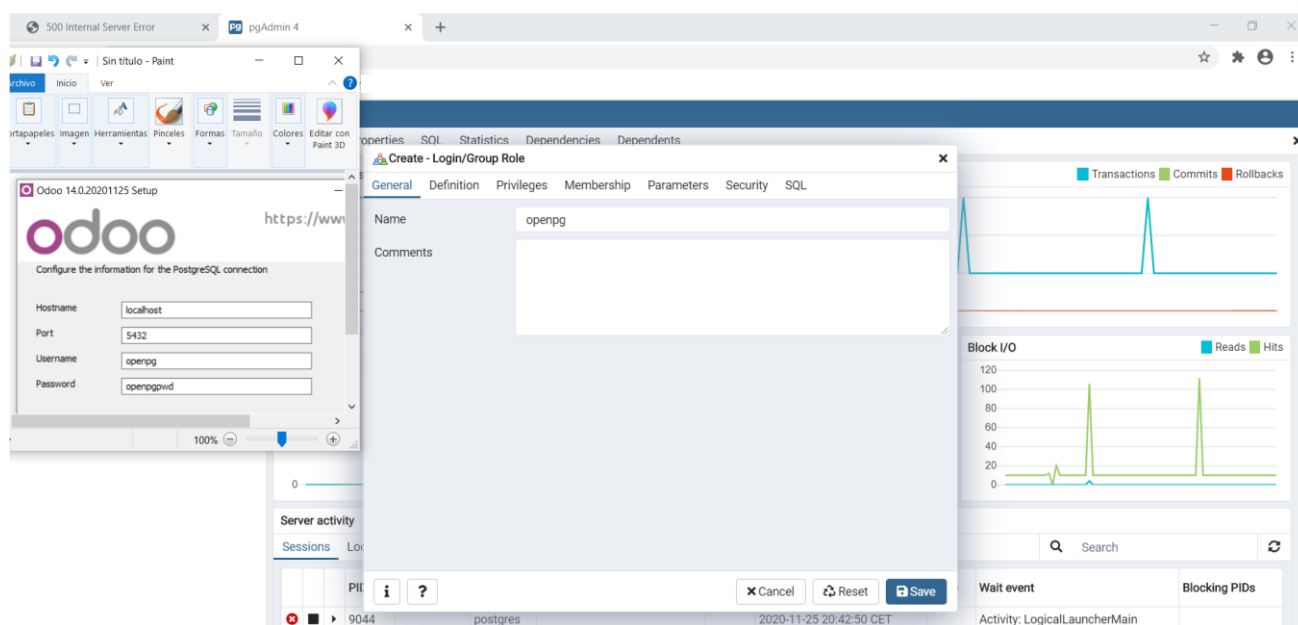 500 Internal Server Error
pgAdmin 4
Sin título - Paint
Archivo Inicio Ver
Imagen Herramientas Pinceles Formas Tamaño Colores Editar con Paint 3D
Odoo 14.0.20201125 Setup
odoo
https://www
Configure the information for the PostgreSQL connection
Hostname localhost
Port 5432
Username openpg
Password openpgpwd
100%
SQL Statistics Dependencies Dependents
Create - Login/Group Role
General Definition Privileges Membership Parameters Security SQL
Name openpg
Comments
Cancel Reset Save
Transactions Commits Rollbacks
Block I/O Reads Hits
120
100
80
60
40
20
0
0
Server activity
Sessions
Search
Wait event Blocking PIDs
9044 postgres 2020-11-25 20:42:50 CET Activity: LogicalLauncherMain